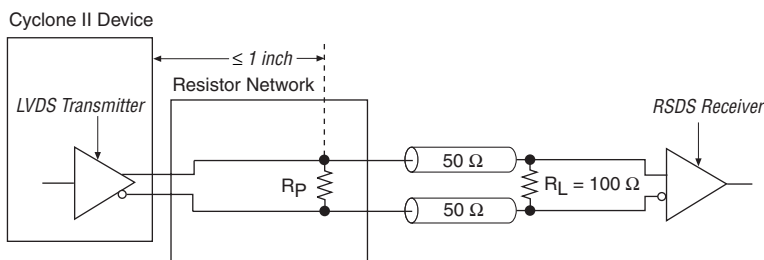 Cyclone II Device
≤ 1 inch
Resistor Network
LVDS Transmitter
RSDS Receiver
50 Ω
RP
RL = 100 Ω
50 Ω